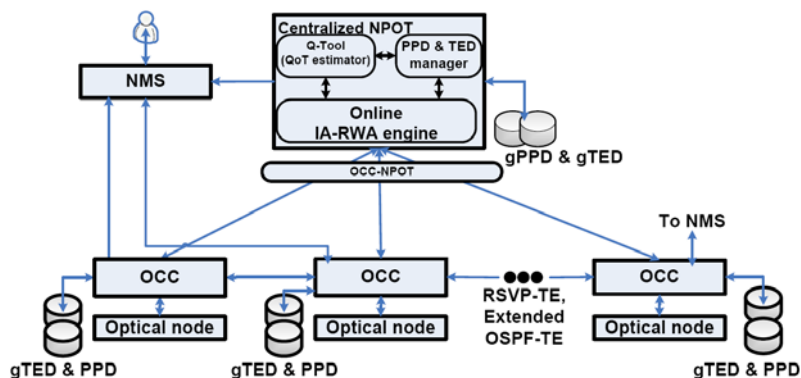 Centralized NPOT
Q-Tool
(QoT estimator)
PPD & TED
manager
NMS
Online
IA-RWA engine
gPPD & gTED
OCC-NPOT
To NMS
OCC
OCC
OCC
RSVP-TE,
Extended
OSPF-TE
Optical node
Optical node
Optical node
gTED & PPD
gTED & PPD
gTED & PPD